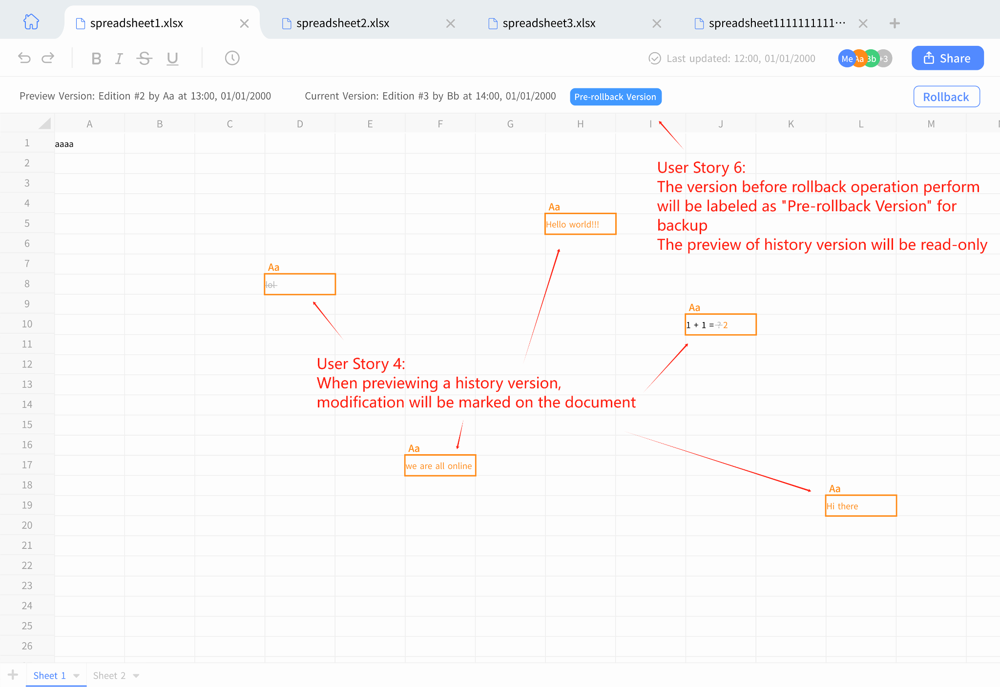 spreadsheet1.xlsx
spreadsheet2.xlsx
spreadsheet3.xlsx
spreadsheet1111111111···
B I S U
Last updated: 12:00, 01/01/2000
Me Aa Bb +3
Share
Preview Version: Edition #2 by Aa at 13:00, 01/01/2000
Current Version: Edition #3 by Bb at 14:00, 01/01/2000
Pre-rollback Version
Rollback
A B C D E F G H I J K L M
1
aaaa
2
3
User Story 6:
The version before rollback operation perform
will be labeled as "Pre-rollback Version" for
backup
The preview of history version will be read-only
4
Aa
5
Hello world!!!
6
7
Aa
8
lol
9
Aa
10
1 + 1 = ? 2
11
12
User Story 4:
When previewing a history version,
modification will be marked on the document
13
14
15
16
Aa
17
we are all online
18
Aa
19
Hi there
20
21
22
23
24
25
26
Sheet 1
Sheet 2